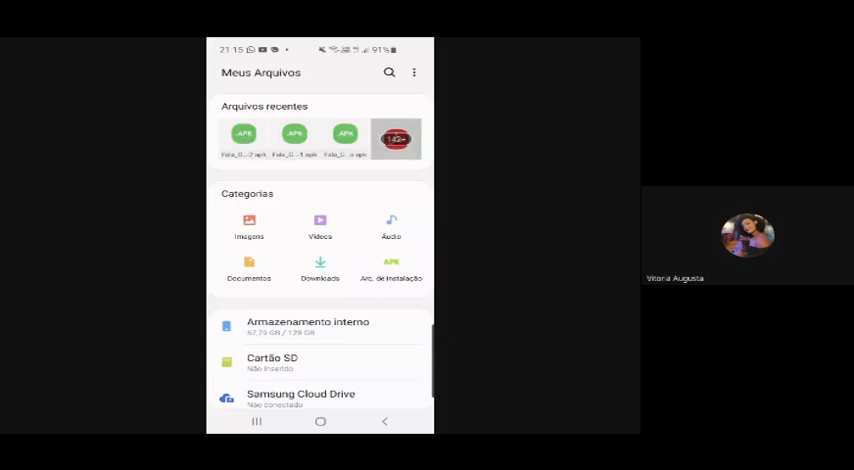 21:15 91%
Meus Arquivos
Arquivos recentes
.APK .APK .APK 142+
Categorias
Imagens Vídeos Áudio
Documentos Downloads Arq. de instalação
APK
Armazenamento interno
67,79 GB / 128 GB
Cartão SD
Não inserido
Samsung Cloud Drive
Não conectado
Vitoria Augusta